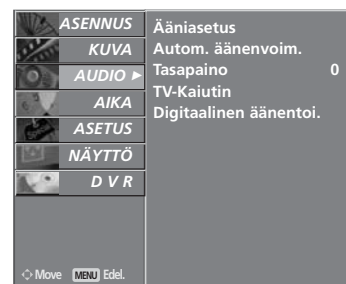 ASENNUS
KUVA
AUDIO
AIKA
ASETUS
NÄYTTÖ
D V R
Move MENU Edel.
Ääniasetus
Autom. äänenvoim.
Tasapaino 0
TV-Kaiutin
Digitaalinen äänentoi.